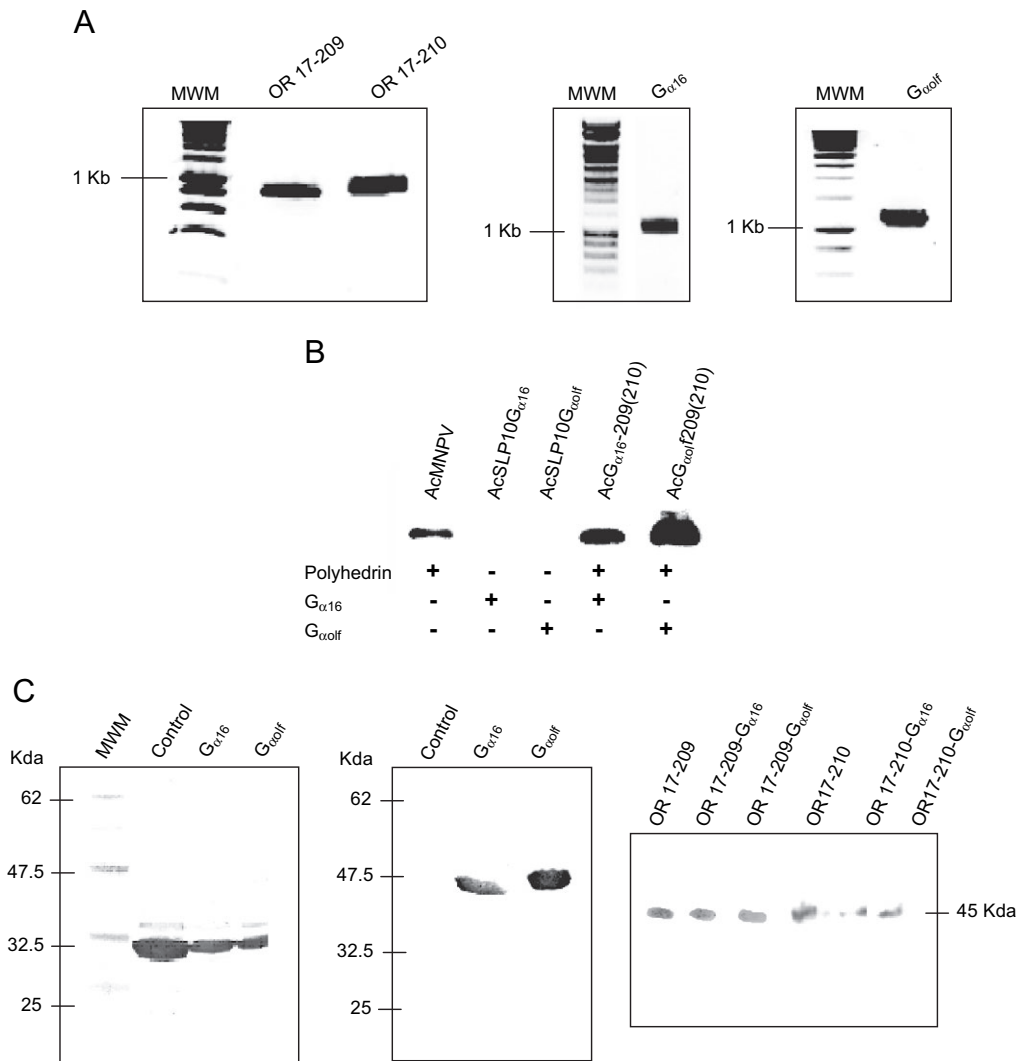 A
MWM OR 17-209 OR 17-210
1 Kb
MWM Gα16
1 Kb
MWM Gαolf
1 Kb
B
AcMNPV AcSLP10Gα16 AcSLP10Gαolf AcGα16-209(210) AcGαolf209(210)
Polyhedrin + - - + +
Gα16 - + - + -
Gαolf - - + - +
C
Kda MWM Control Gα16 Gαolf
62
47.5
32.5
25
Kda Control Gα16 Gαolf
62
47.5
32.5
25
OR 17-209 OR 17-209-Gα16 OR 17-209-Gαolf OR17-210 OR 17-210-Gα16 OR17-210-Gαolf
45 Kda